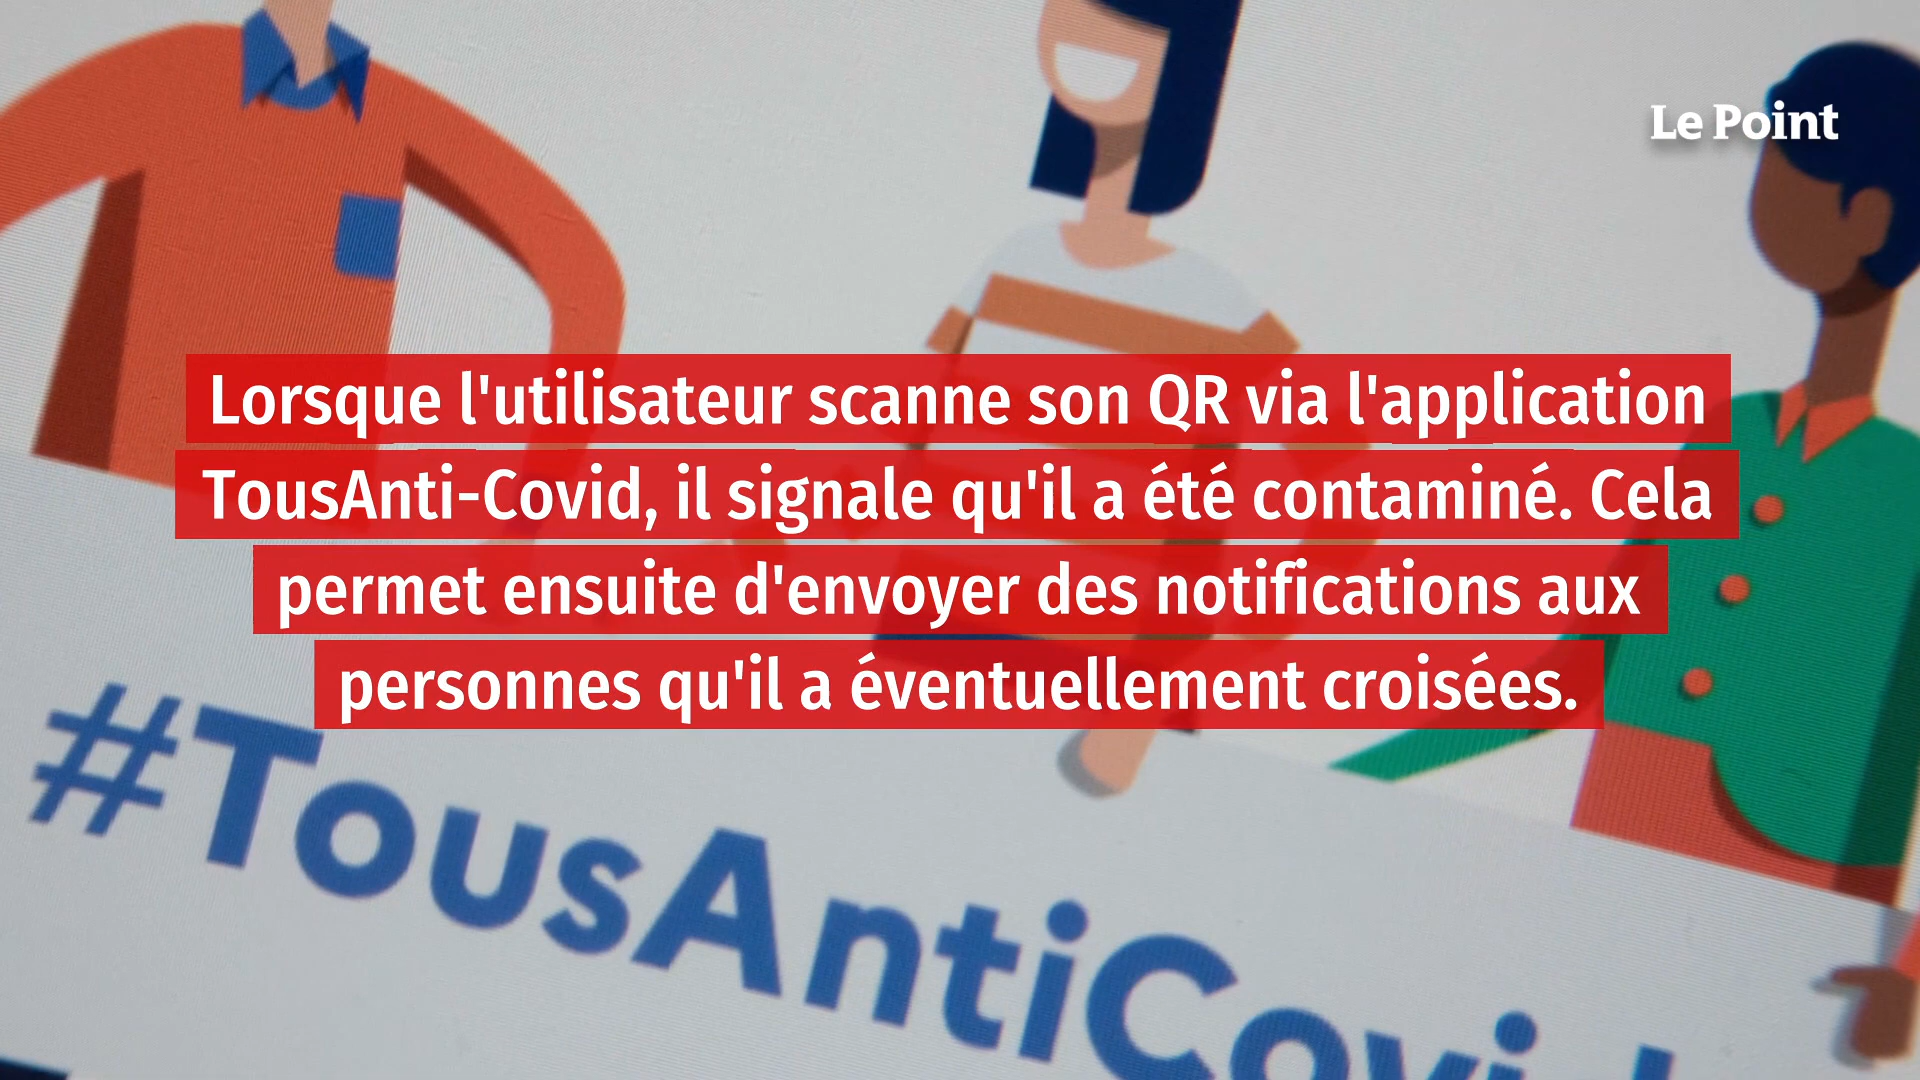 Le Point
Lorsque l'utilisateur scanne son QR via l'application
TousAnti-Covid, il signale qu'il a été contaminé. Cela
permet ensuite d'envoyer des notifications aux
personnes qu'il a éventuellement croisées.
#TousAntiCovid